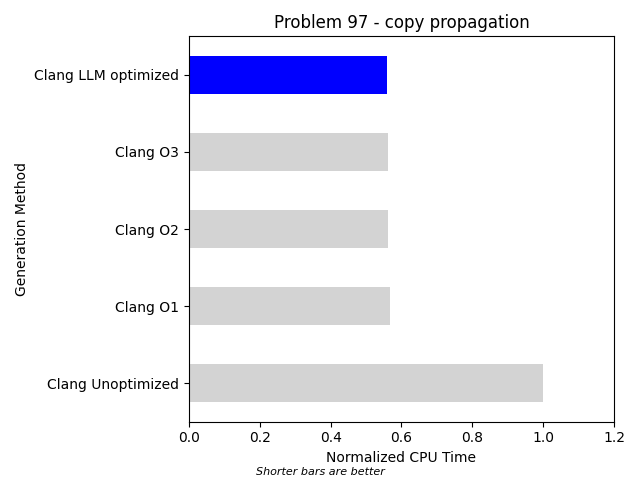 Problem 97 - copy propagation
Clang LLM optimized
Clang O3
Clang O2
Clang O1
Clang Unoptimized
Generation Method
0.0 0.2 0.4 0.6 0.8 1.0 1.2
Normalized CPU Time
Shorter bars are better